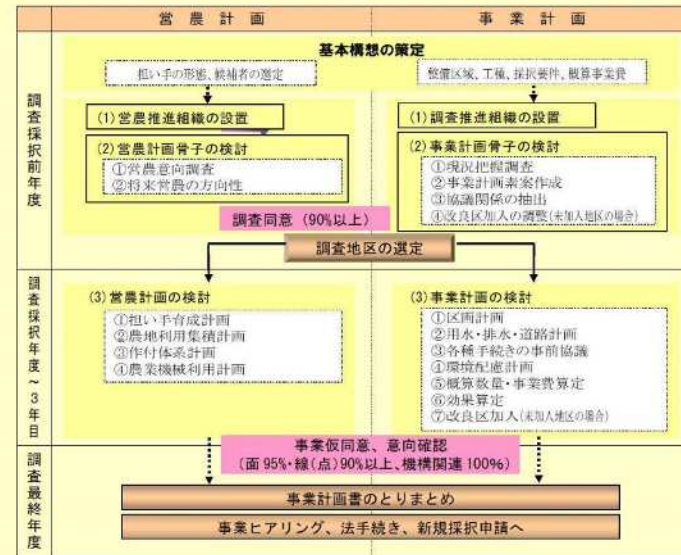 営農計画
事業計画
調査採択前年度
基本構想の策定
担い手の形態、候補者の選定
整備区域、工種、採択要件、概算事業費
(1)営農推進組織の設置
(2)営農計画骨子の検討
①営農意向調査
②将来営農の方向性
(1)調査推進組織の設置
(2)事業計画骨子の検討
①現況把握調査
②事業計画素案作成
③協議関係の抽出
④改良区加入の調整(未加入地区の場合)
調査同意(90%以上)
調査地区の選定
調査採択年度～3年目
(3)営農計画の検討
①担い手育成計画
②農地利用集積計画
③作付体系計画
④農業機械利用計画
(3)事業計画の検討
①区画計画
②用水・排水・道路計画
③各種手続きの事前協議
④環境配慮計画
⑤概算数量・事業費算定
⑥効果算定
⑦改良区加入(未加入地区の場合)
事業仮同意、意向確認
(面95%・線(点)90%以上、機構関連100%)
調査最終年度
事業計画書のとりまとめ
事業ヒアリング、法手続き、新規採択申請へ